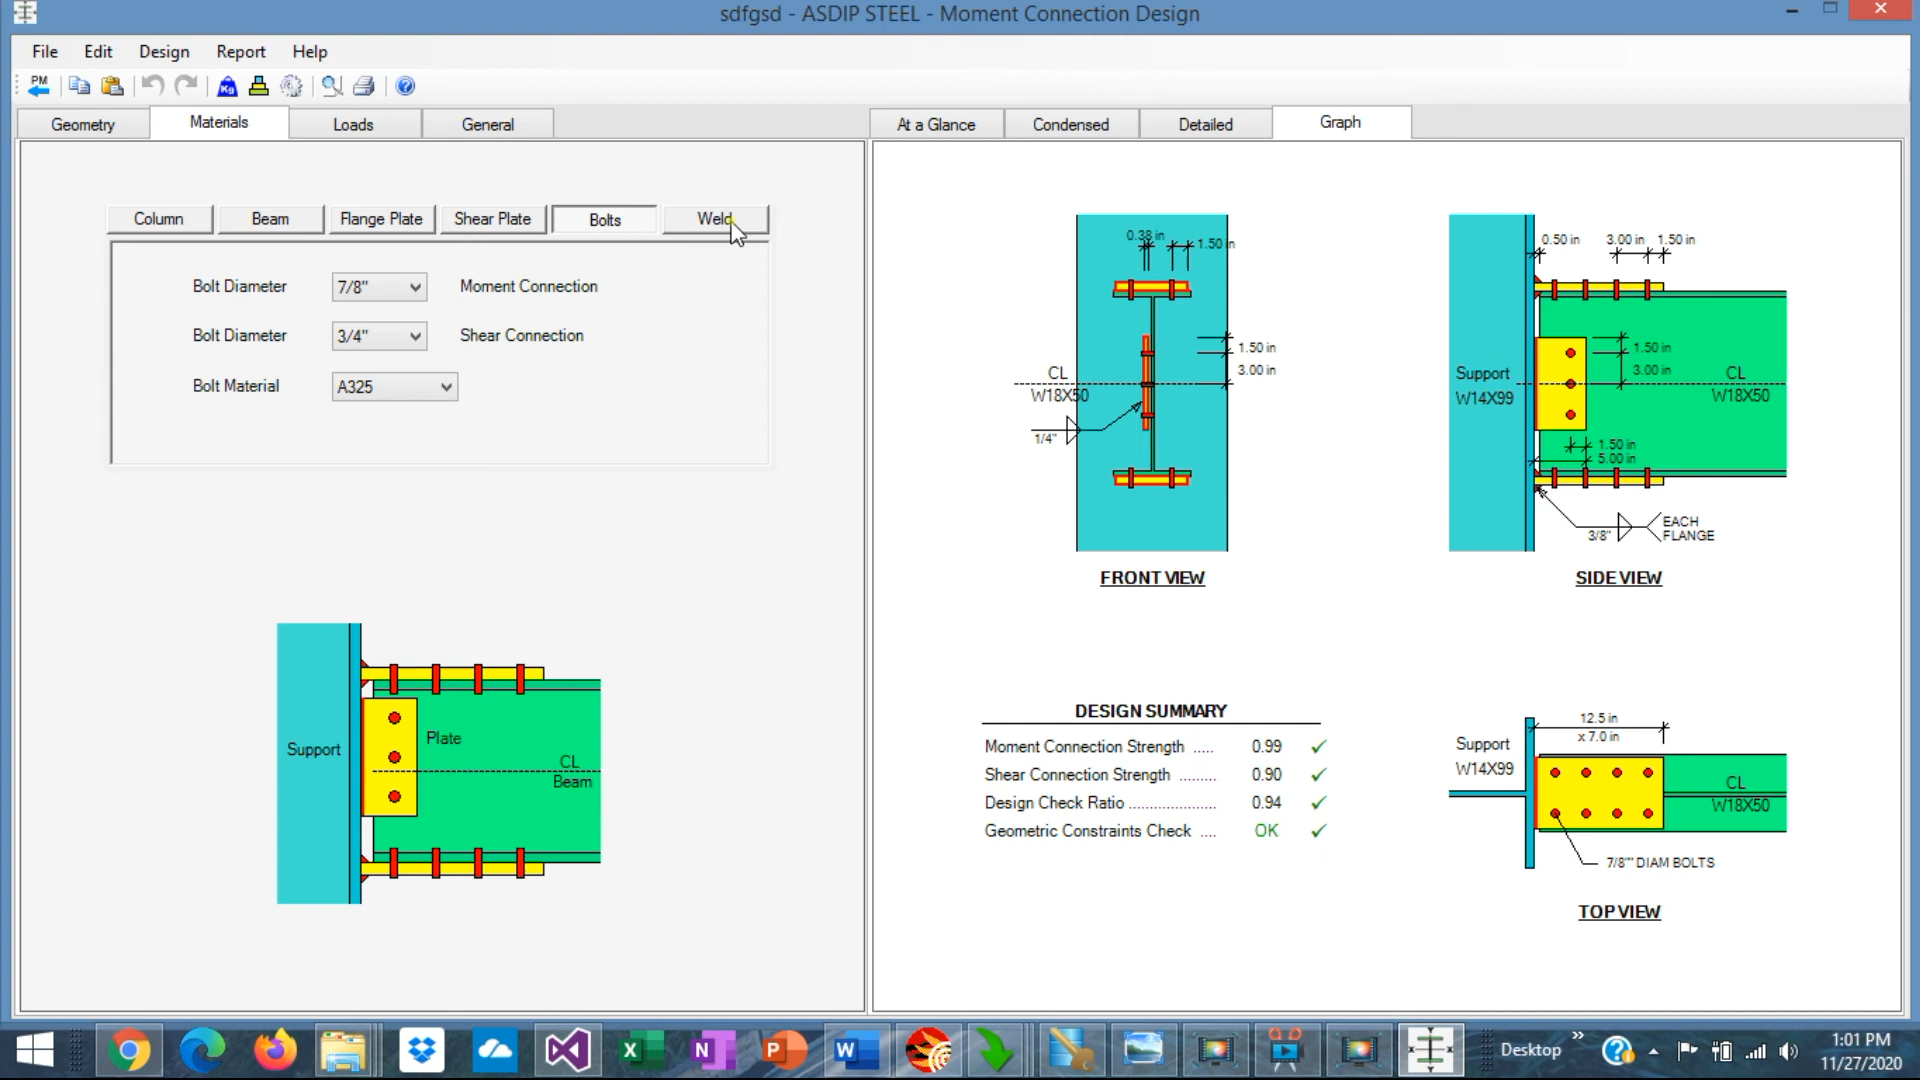 sdfgsd - ASDIP STEEL - Moment Connection Design
File Edit Design Report Help
PM Kg
Geometry Materials Loads General
At a Glance Condensed Detailed Graph
Column Beam Flange Plate Shear Plate Bolts Weld
Bolt Diameter 7/8" Moment Connection
Bolt Diameter 3/4" Shear Connection
Bolt Material A325
Support
Plate
CL
Beam
0.38 in
1.50 in
1.50 in
3.00 in
CL
W18X50
1/4"
FRONT VIEW
0.50 in 3.00 in 1.50 in
1.50 in
3.00 in
Support
W14X99
CL
W18X50
1.50 in
5.00 in
3/8"
EACH
FLANGE
SIDE VIEW
DESIGN SUMMARY
Moment Connection Strength ..... 0.99
Shear Connection Strength ......... 0.90
Design Check Ratio ..................... 0.94
Geometric Constraints Check .... OK
12.5 in
x 7.0 in
Support
W14X99
CL
W18X50
7/8"" DIAM BOLTS
TOP VIEW
Desktop
1:01 PM
11/27/2020